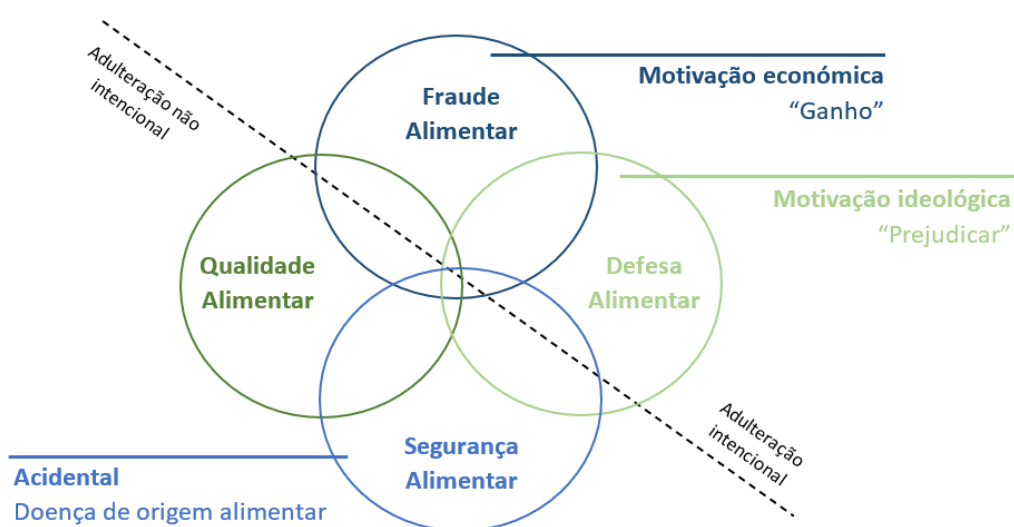 Adulteração não
intencional
Fraude
Alimentar
Motivação económica
“Ganho”
Motivação ideológica
“Prejudicar”
Qualidade
Alimentar
Defesa
Alimentar
Adulteração
intencional
Segurança
Alimentar
Acidental
Doença de origem alimentar